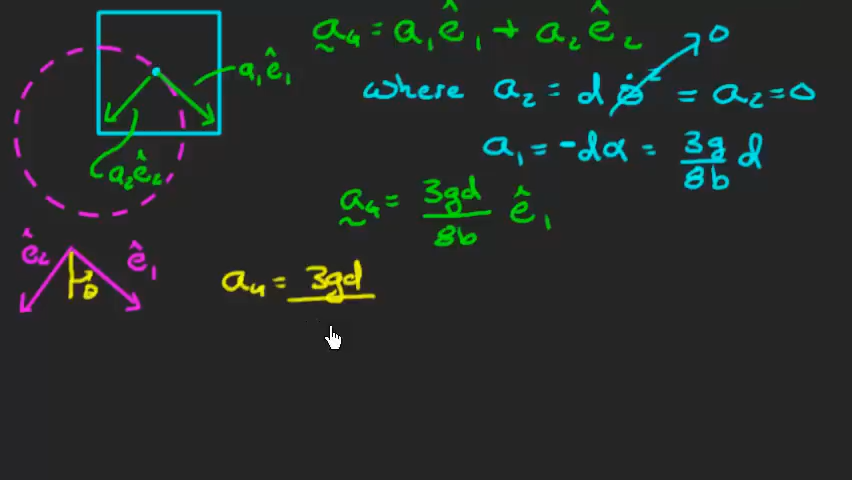 a₄ = a₁ê₁ + a₂ê₂
0
where a₂ = d θ̇² = a₂ = 0
a₁ê₁
a₁ = -dα = 3g/8b d
a₂ê₂
a₄ = 3gd/8b ê₁
ê₂ ê₁
θ
a₄ = 3gd